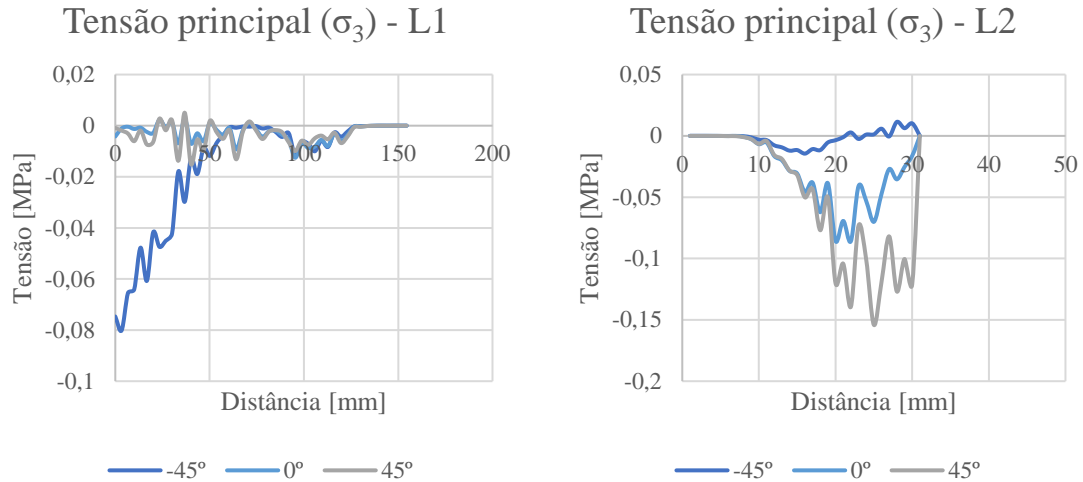 Tensão principal (σ₃) - L1
0,02
0
-0,02
-0,04
-0,06
-0,08
-0,1
0 50 100 150 200
Tensão [MPa]
Distância [mm]
-45º 0º 45º
Tensão principal (σ₃) - L2
0,05
0
-0,05
-0,1
-0,15
-0,2
0 10 20 30 40 50
Tensão [MPa]
Distância [mm]
-45º 0º 45º